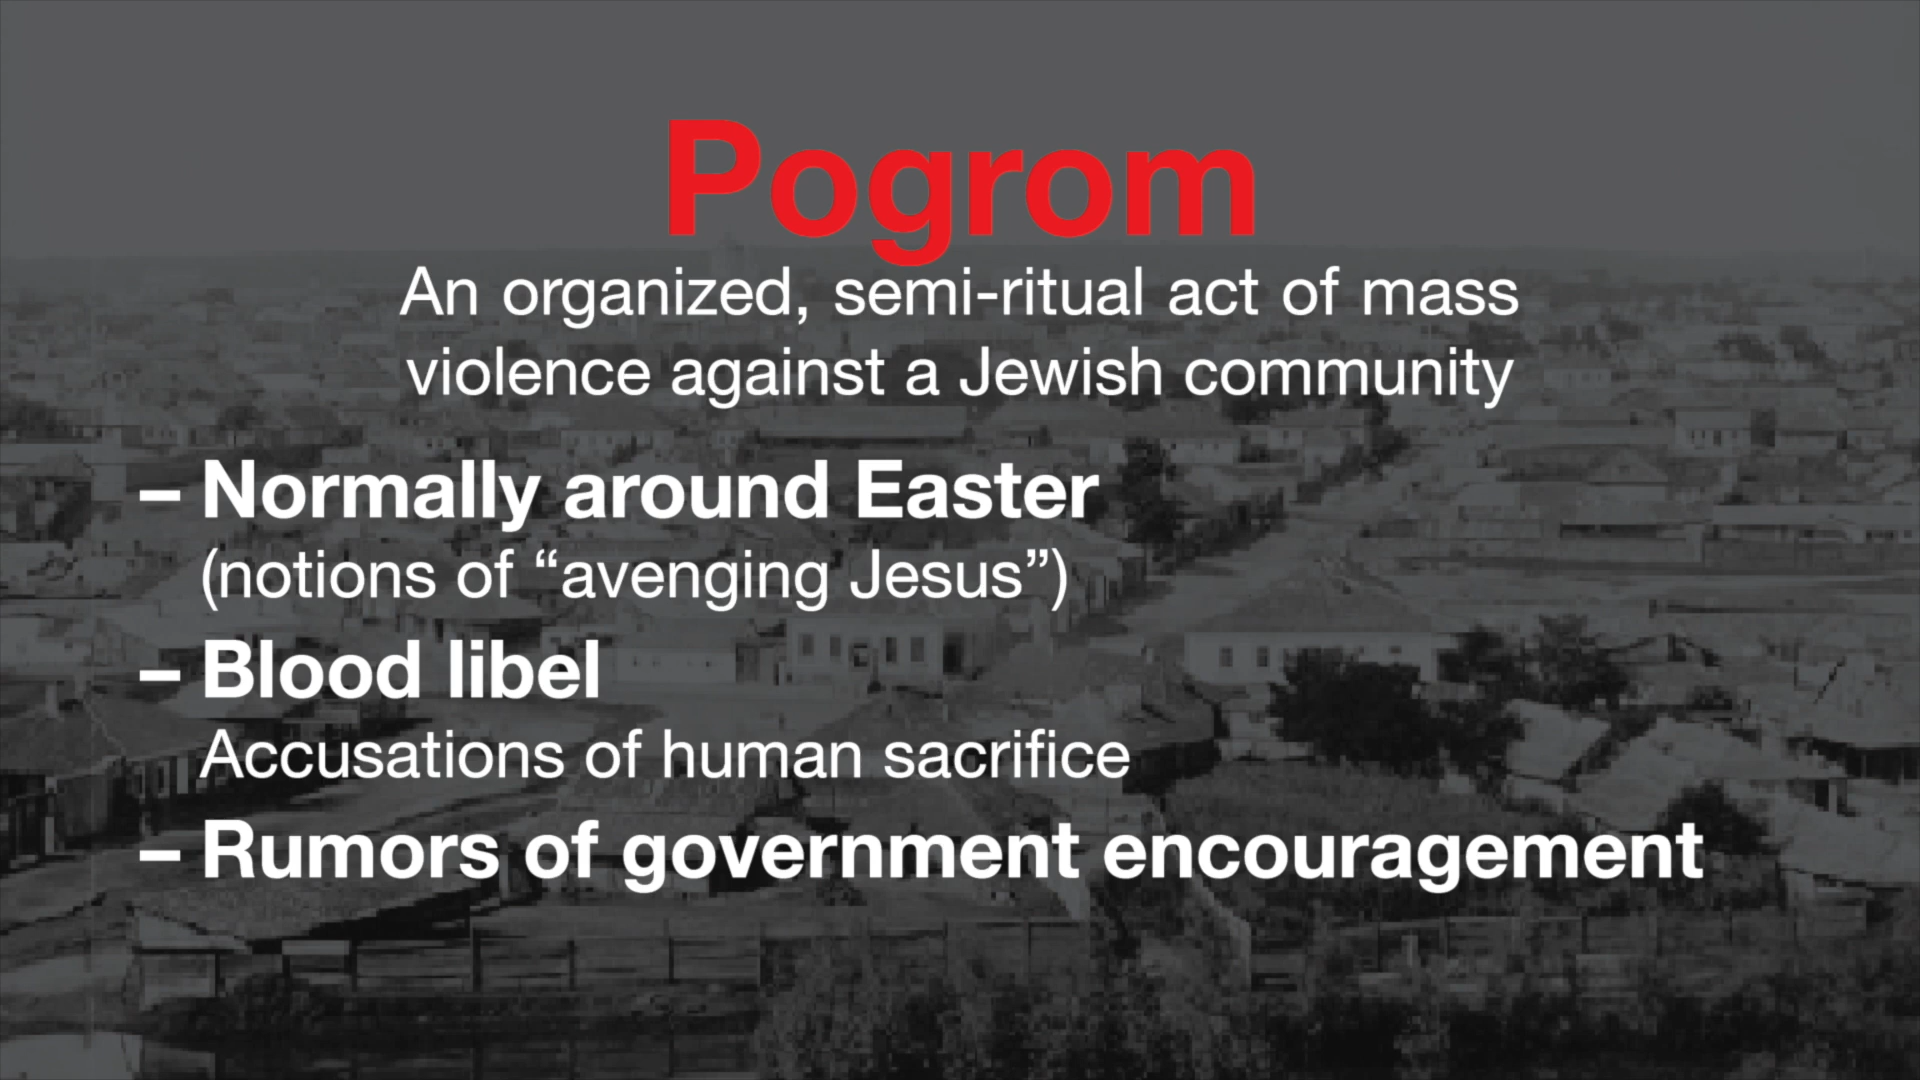 Pogrom
An organized, semi-ritual act of mass
violence against a Jewish community
– Normally around Easter
(notions of “avenging Jesus”)
– Blood libel
Accusations of human sacrifice
– Rumors of government encouragement